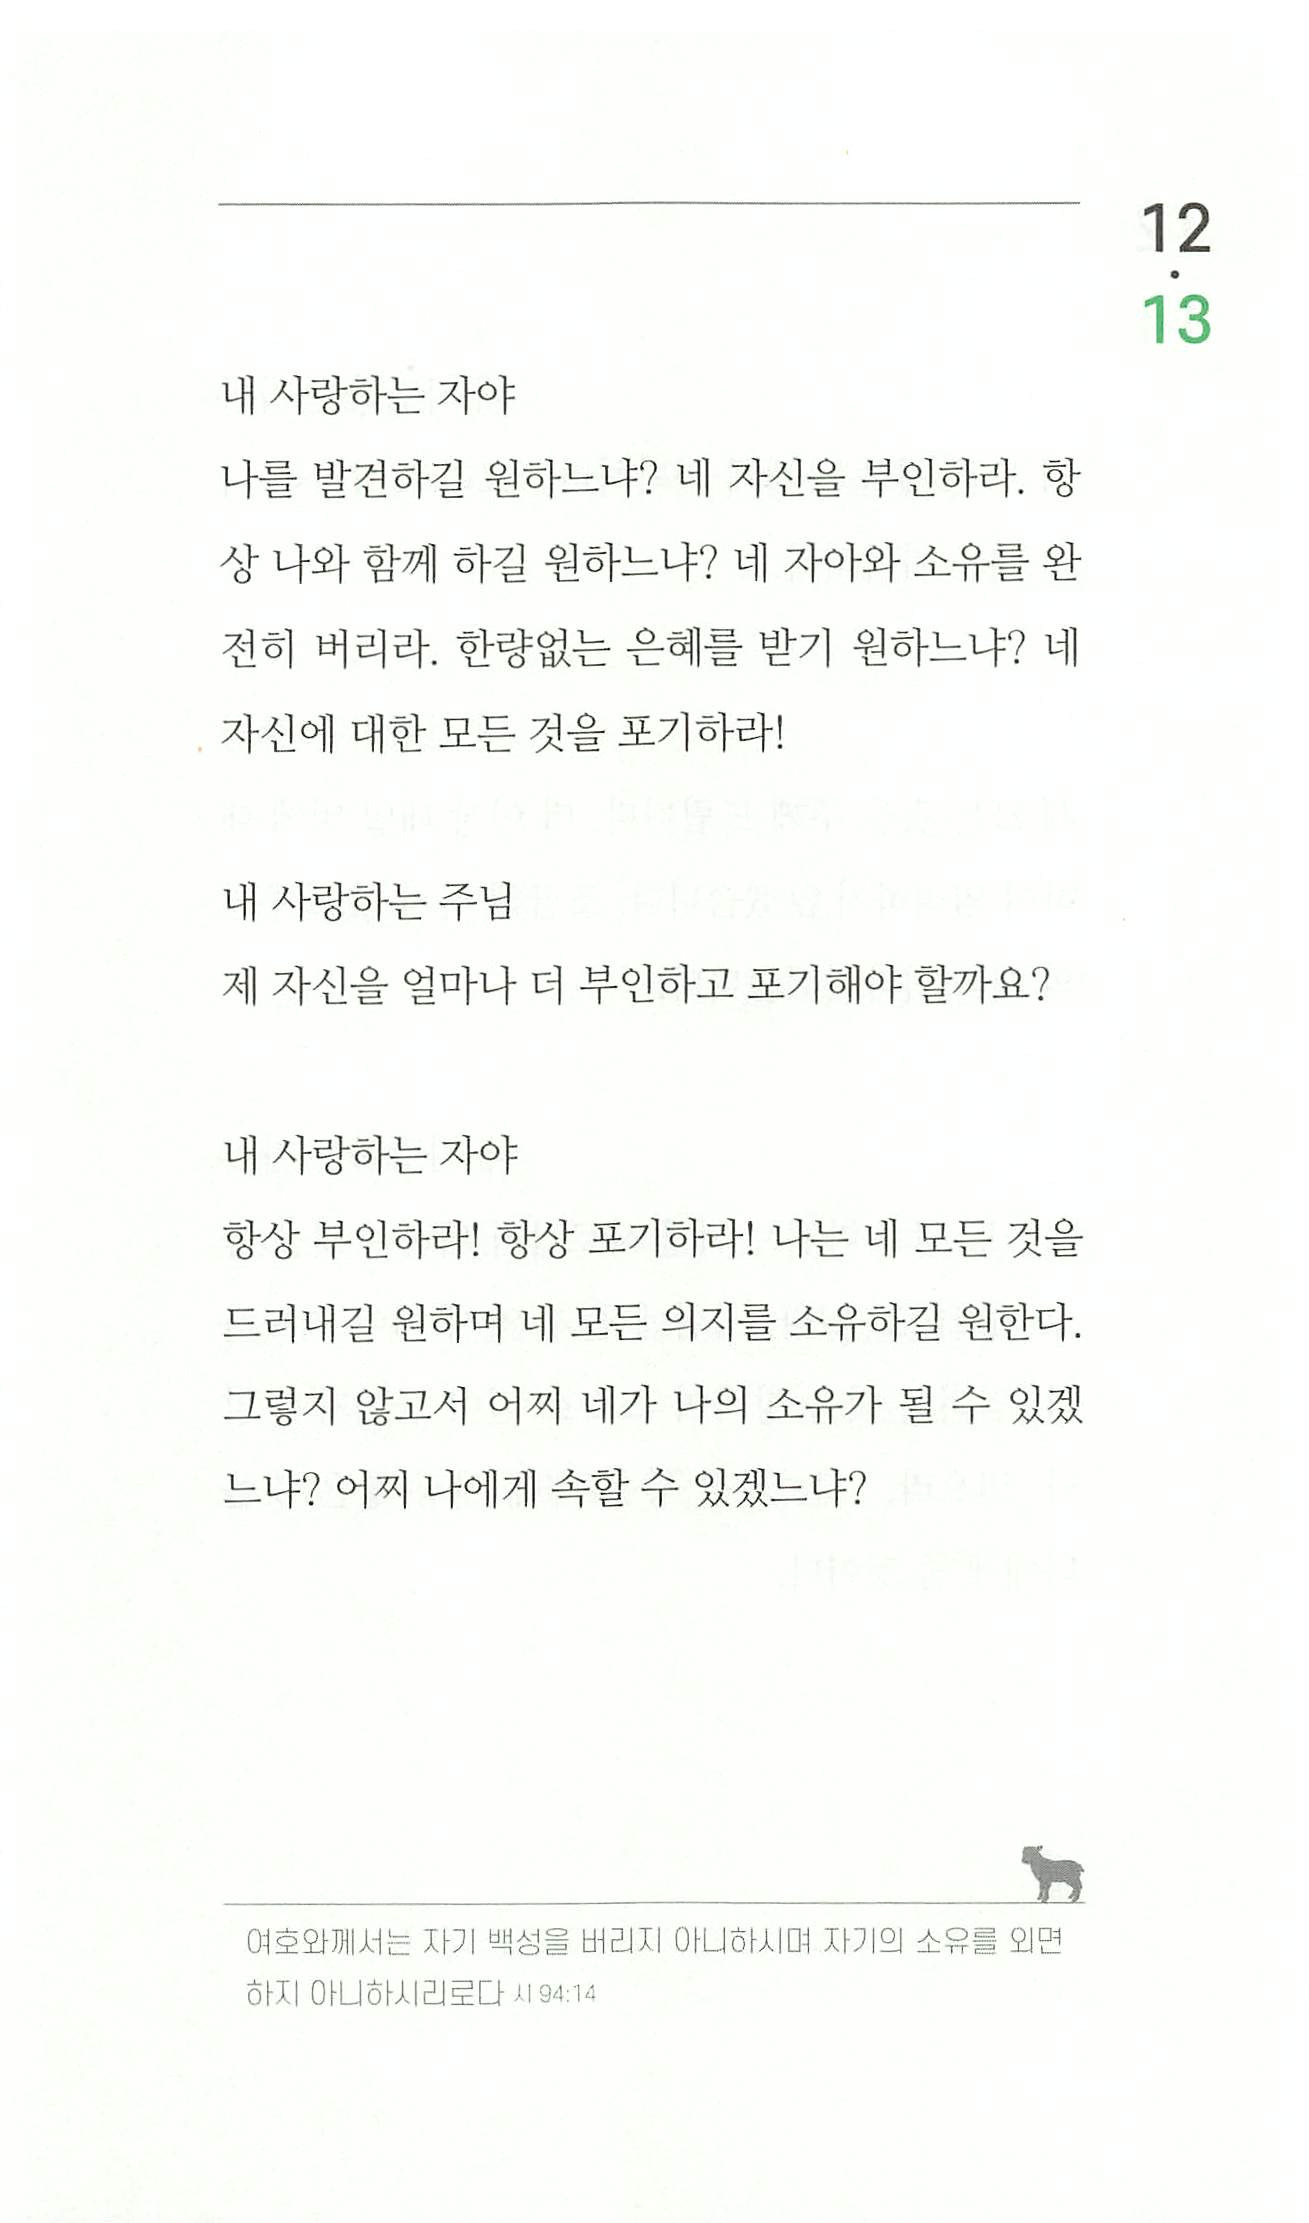 12
·
13
내 사랑하는 자야
나를 발견하길 원하느냐? 네 자신을 부인하라. 항
상 나와 함께 하길 원하느냐? 네 자아와 소유를 완
전히 버리라. 한량없는 은혜를 받기 원하느냐? 네
자신에 대한 모든 것을 포기하라!
내 사랑하는 주님
제 자신을 얼마나 더 부인하고 포기해야 할까요?
내 사랑하는 자야
항상 부인하라! 항상 포기하라! 나는 네 모든 것을
드러내길 원하며 네 모든 의지를 소유하길 원한다.
그렇지 않고서 어찌 네가 나의 소유가 될 수 있겠
느냐? 어찌 나에게 속할 수 있겠느냐?
여호와께서는 자기 백성을 버리지 아니하시며 자기의 소유를 외면
하지 아니하시리로다 시 94:14